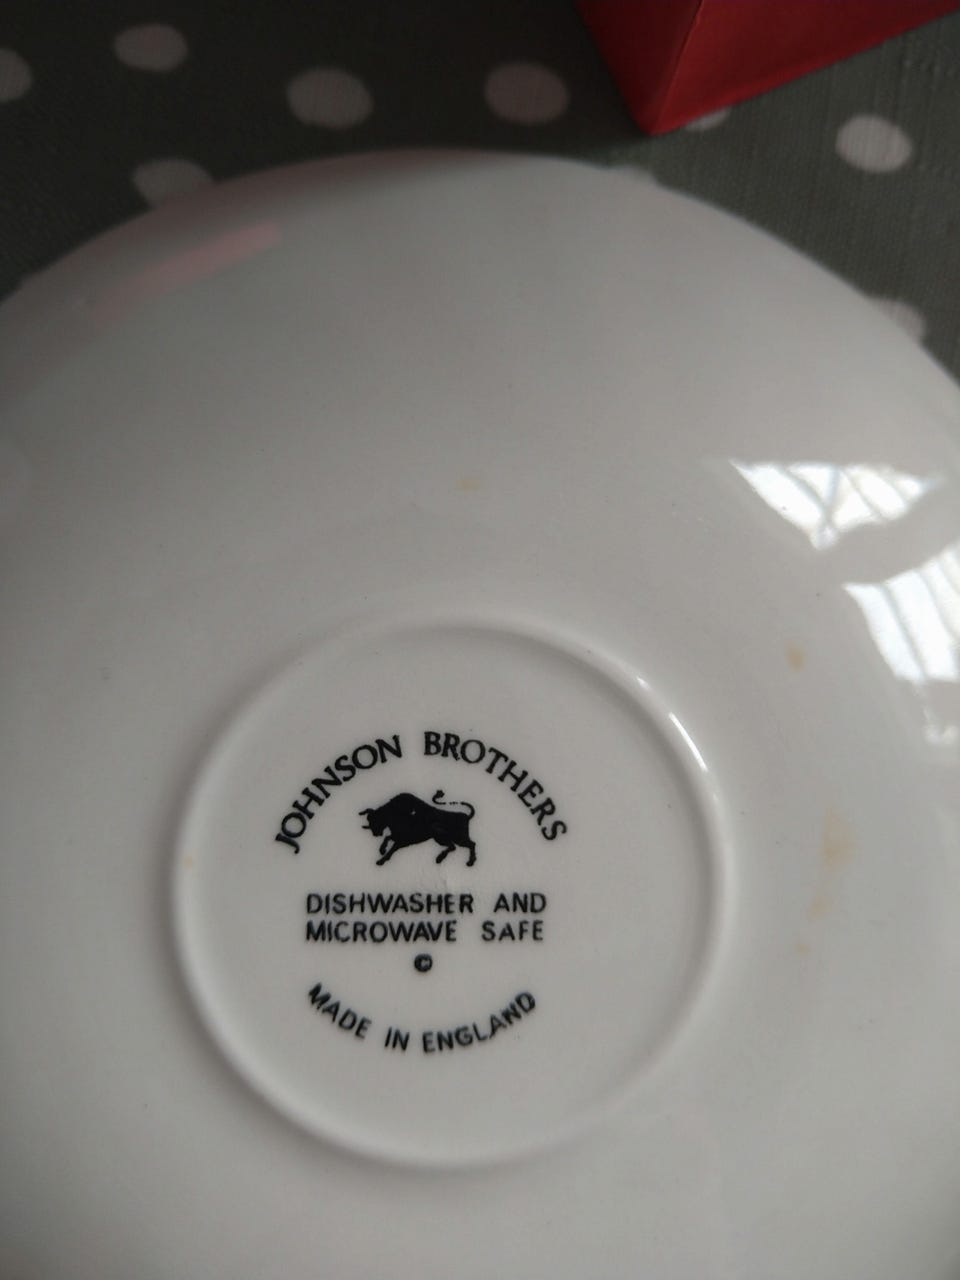 JOHNSON BROTHERS
DISHWASHER AND
MICROWAVE SAFE
©
MADE IN ENGLAND